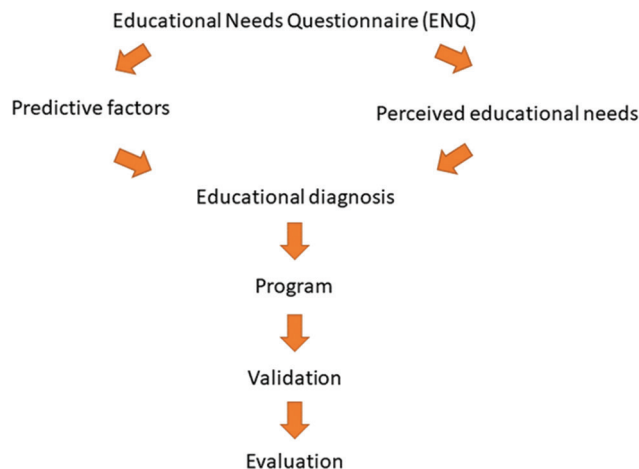 Educational Needs Questionnaire (ENQ)
Predictive factors
Perceived educational needs
Educational diagnosis
Program
Validation
Evaluation